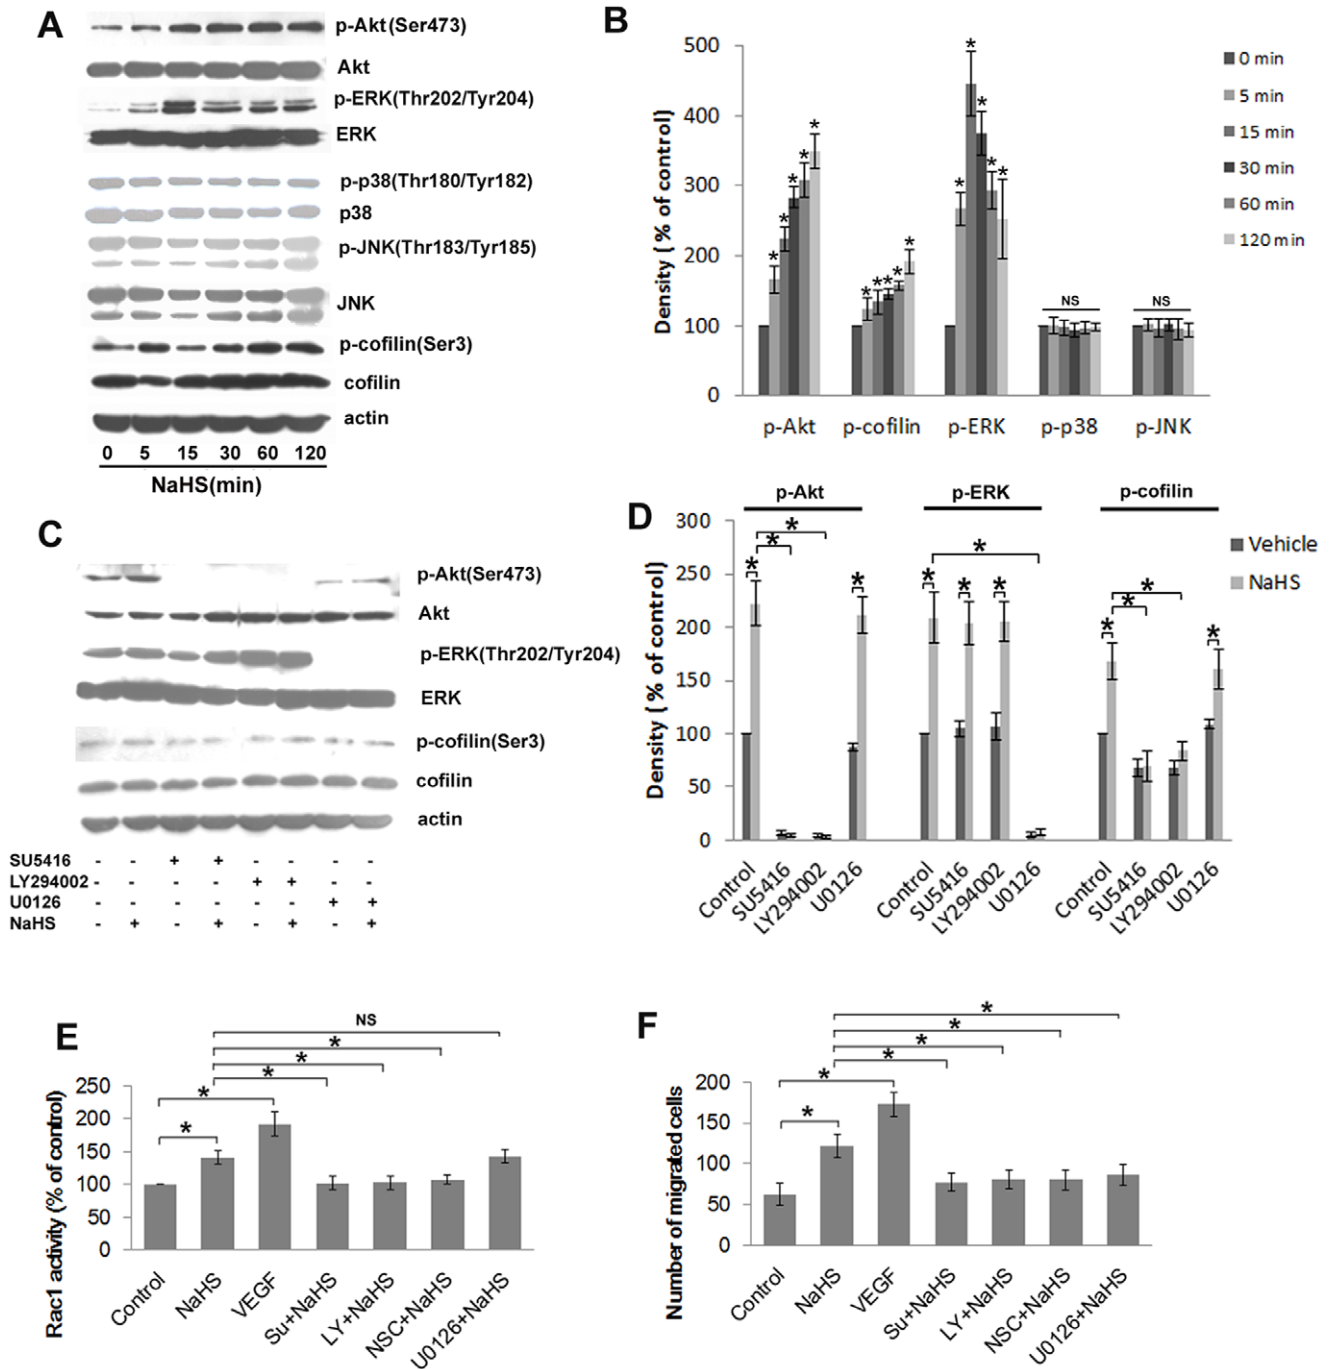 A
p-Akt(Ser473)
Akt
p-ERK(Thr202/Tyr204)
ERK
p-p38(Thr180/Tyr182)
p38
p-JNK(Thr183/Tyr185)
JNK
p-cofilin(Ser3)
cofilin
actin
0 5 15 30 60 120
NaHS(min)
B
Density ( % of control)
500
400
300
200
100
0
* * * * *
* * * * *
* * * * *
NS
NS
p-Akt p-cofilin p-ERK p-p38 p-JNK
0 min
5 min
15 min
30 min
60 min
120 min
C
p-Akt(Ser473)
Akt
p-ERK(Thr202/Tyr204)
ERK
p-cofilin(Ser3)
cofilin
actin
SU5416 - - + + - - - -
LY294002 - - - - + + - -
U0126 - - - - - - + +
NaHS - + - + - + - +
D
p-Akt p-ERK p-cofilin
Density ( % of control)
300
250
200
150
100
50
0
* * * *
* * * *
* * * *
Control SU5416 LY294002 U0126
Control SU5416 LY294002 U0126
Control SU5416 LY294002 U0126
Vehicle
NaHS
E
Rac1 activity (% of control)
250
200
150
100
50
0
NS
*
*
*
*
*
Control NaHS VEGF Su+NaHS LY+NaHS NSC+NaHS U0126+NaHS
F
Number of migrated cells
200
150
100
50
0
*
*
*
*
*
*
Control NaHS VEGF Su+NaHS LY+NaHS NSC+NaHS U0126+NaHS